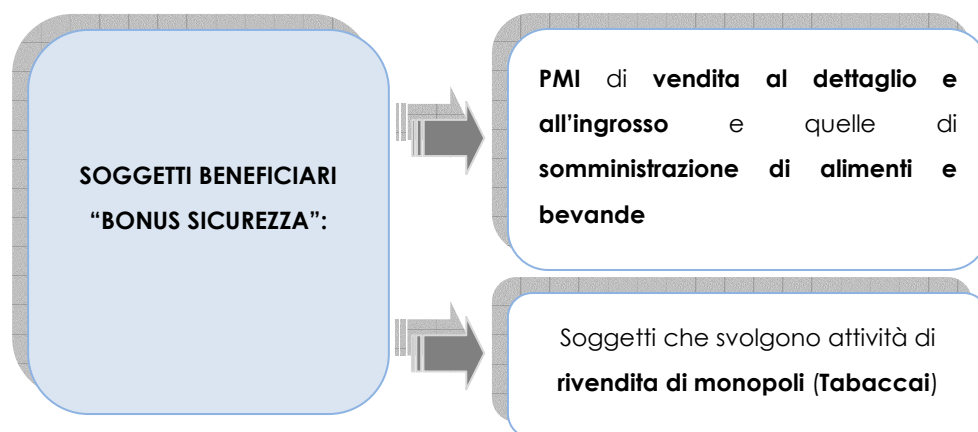 SOGGETTI BENEFICIARI
“BONUS SICUREZZA”:
PMI di vendita al dettaglio e
all’ingrosso e quelle di
somministrazione di alimenti e
bevande
Soggetti che svolgono attività di
rivendita di monopoli (Tabaccai)